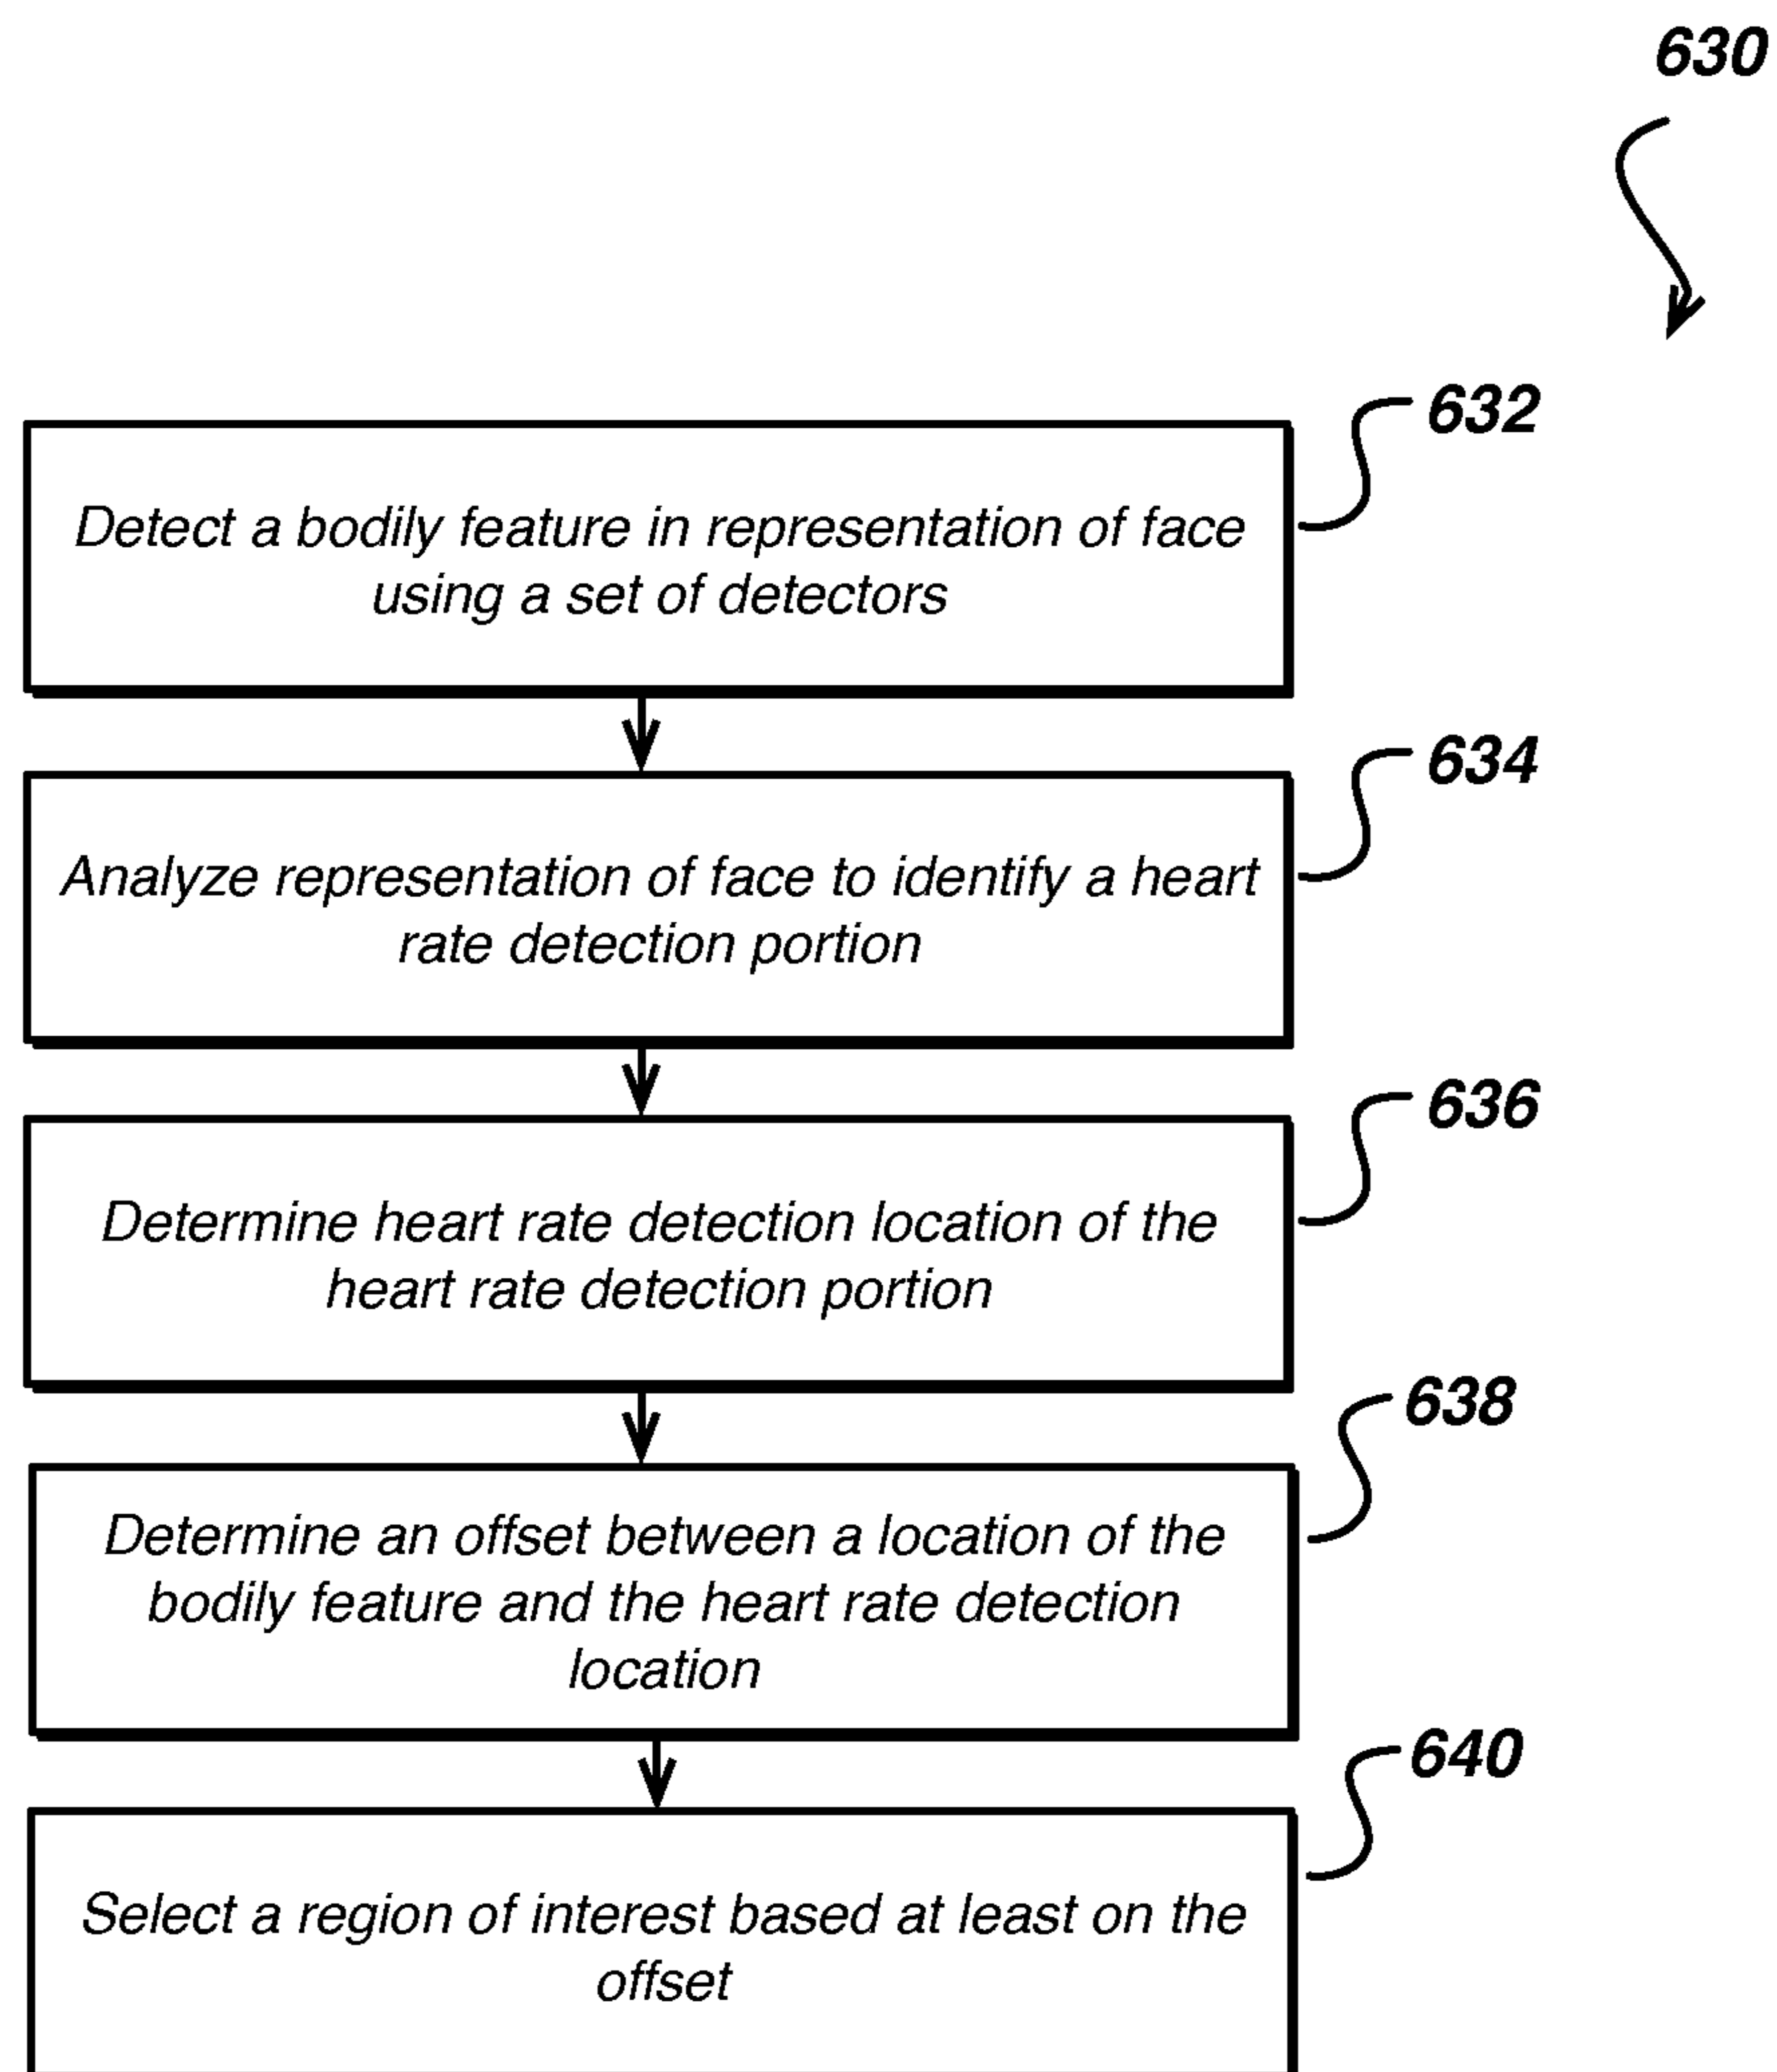 630
632
Detect a bodily feature in representation of face
using a set of detectors
634
Analyze representation of face to identify a heart
rate detection portion
636
Determine heart rate detection location of the
heart rate detection portion
638
Determine an offset between a location of the
bodily feature and the heart rate detection
location
640
Select a region of interest based at least on the
offset